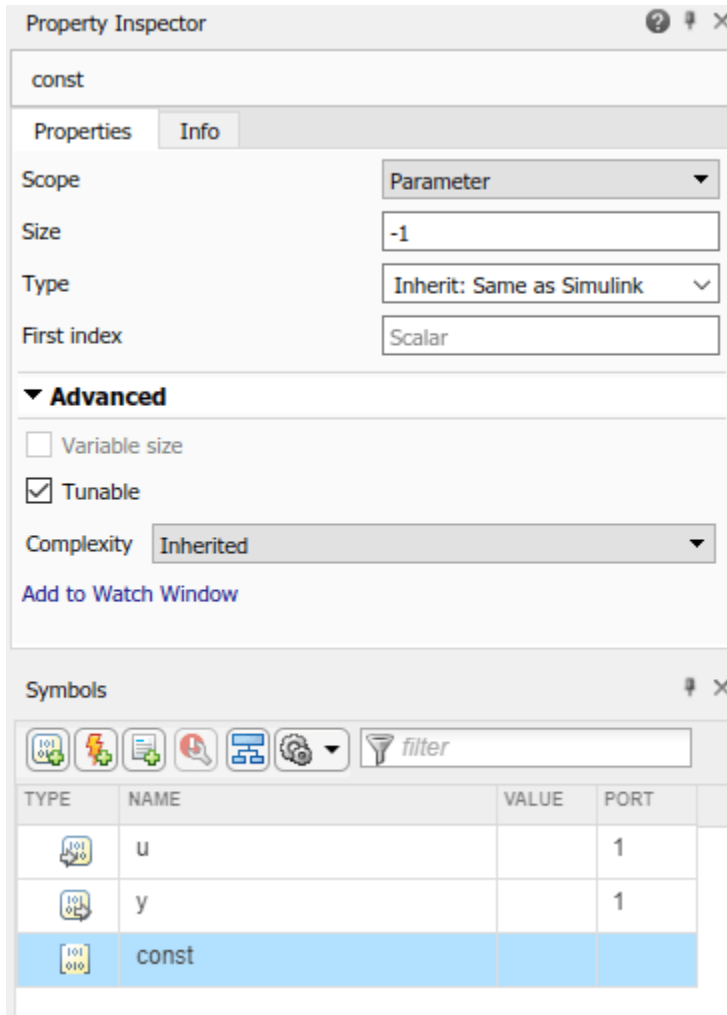 Property Inspector
const
Properties Info
Scope Parameter
Size -1
Type Inherit: Same as Simulink
First index Scalar
Advanced
Variable size
Tunable
Complexity Inherited
Add to Watch Window
Symbols
filter
TYPE NAME VALUE PORT
u 1
y 1
const